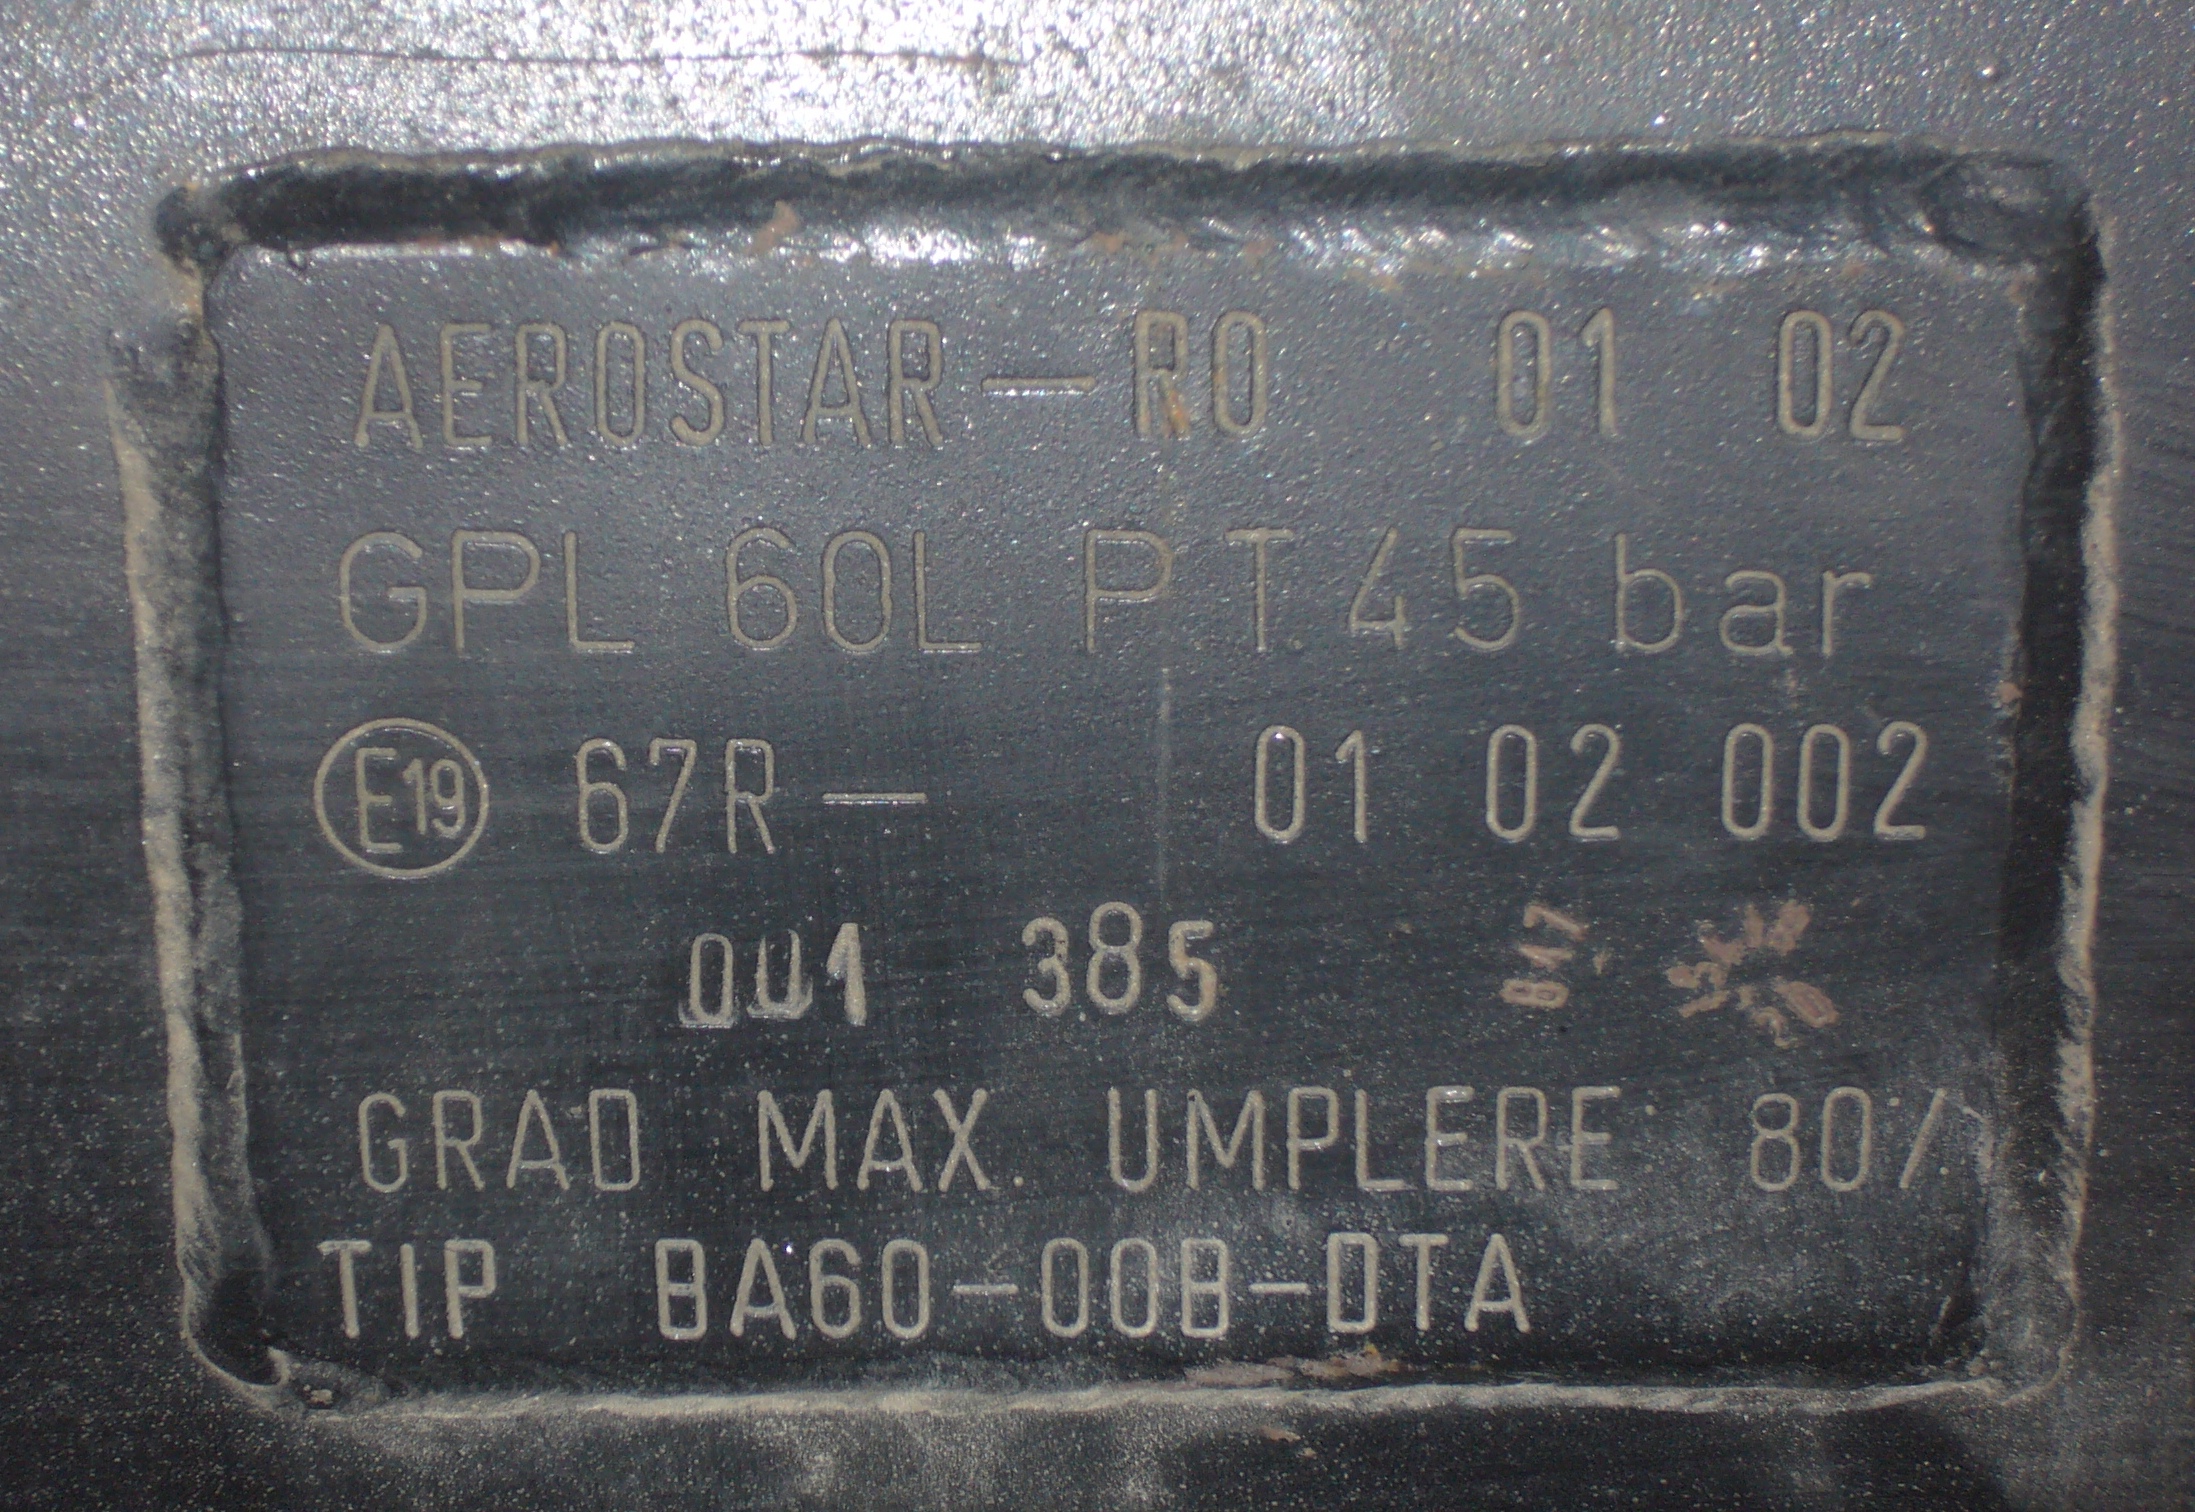 AEROSTAR—RO 01 02
GPL 60L P T.45 bar
E19 67R— 01 02 002
001 385 817
GRAD MAX. UMPLERE 80/
TIP BA60-00B-DTA